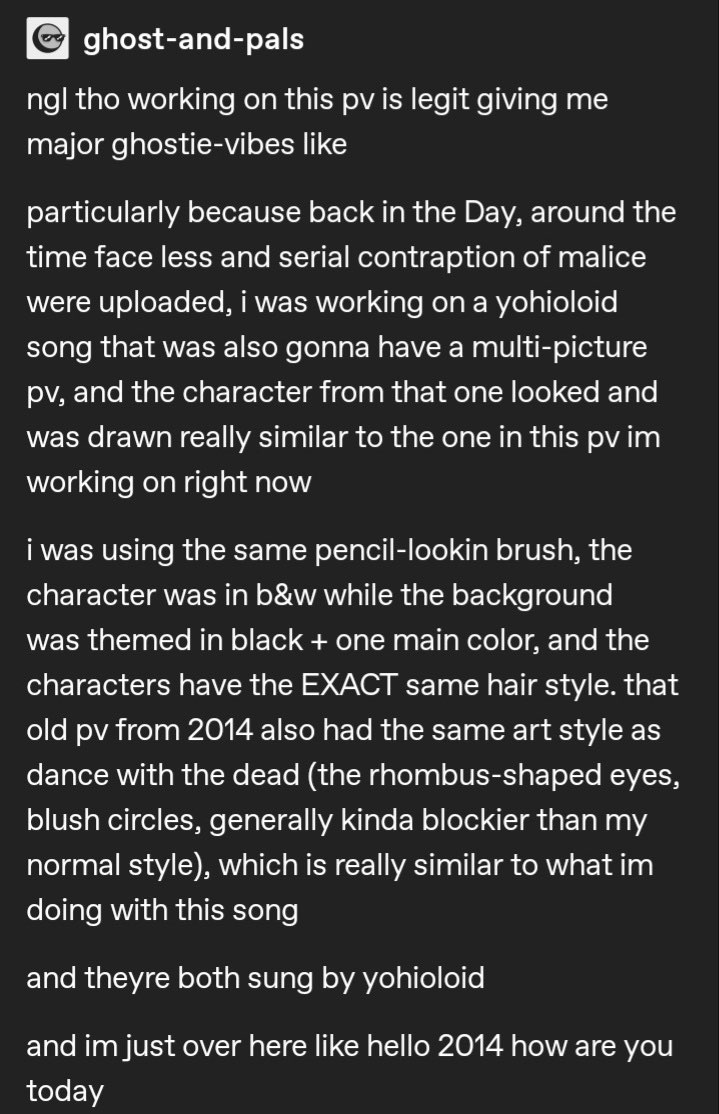 ghost-and-pals
ngl tho working on this pv is legit giving me
major ghostie-vibes like
particularly because back in the Day, around the
time face less and serial contraption of malice
were uploaded, i was working on a yohioloid
song that was also gonna have a multi-picture
pv, and the character from that one looked and
was drawn really similar to the one in this pv im
working on right now
i was using the same pencil-lookin brush, the
character was in b&w while the background
was themed in black + one main color, and the
characters have the EXACT same hair style. that
old pv from 2014 also had the same art style as
dance with the dead (the rhombus-shaped eyes,
blush circles, generally kinda blockier than my
normal style), which is really similar to what im
doing with this song
and theyre both sung by yohioloid
and im just over here like hello 2014 how are you
today